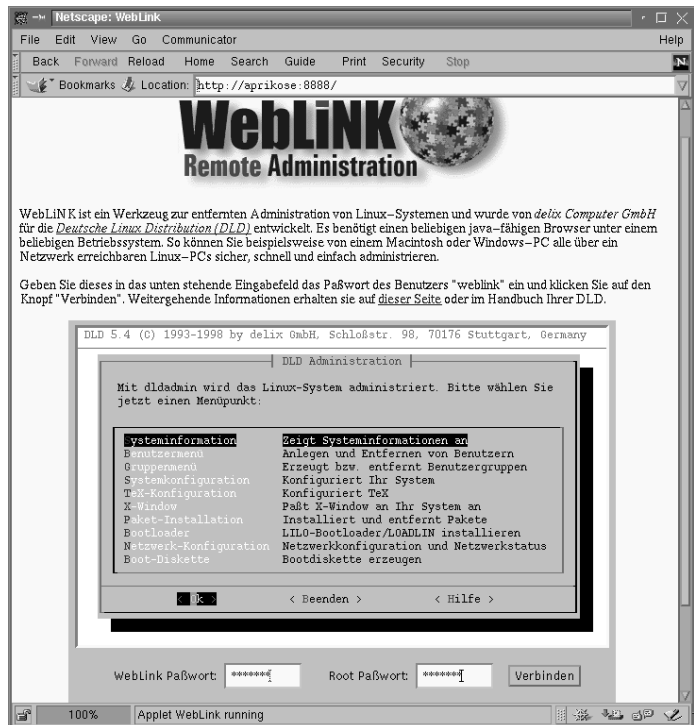 Netscape: WebLink
File Edit View Go Communicator Help
Back Forward Reload Home Search Guide Print Security Stop
N
Bookmarks Location: http://aprikose:8888/
WebLiNK
Remote Administration
WebLiNK ist ein Werkzeug zur entfernten Administration von Linux-Systemen und wurde von delix Computer GmbH
für die Deutsche Linux Distribution (DLD) entwickelt. Es benötigt einen beliebigen java-fähigen Browser unter einem
beliebigen Betriebssystem. So können Sie beispielsweise von einem Macintosh oder Windows-PC alle über ein
Netzwerk erreichbaren Linux-PCs sicher, schnell und einfach administrieren.
Geben Sie dieses in das unten stehende Eingabefeld das Paßwort des Benutzers "weblink" ein und klicken Sie auf den
Knopf "Verbinden". Weitergehende Informationen erhalten sie auf dieser Seite oder im Handbuch Ihrer DLD.
DLD 5.4 (C) 1993-1998 by delix GmbH, Schloßstr. 98, 70176 Stuttgart, Germany
DLD Administration
Mit dldadmin wird das Linux-System administriert. Bitte wählen Sie
jetzt einen Menüpunkt:
Systeminformation Zeigt Systeminformationen an
Benutzermenü Anlegen und Entfernen von Benutzern
Gruppenmenü Erzeugt bzw. entfernt Benutzergruppen
Systemkonfiguration Konfiguriert Ihr System
TeX-Konfiguration Konfiguriert TeX
X-Window Paßt X-Window an Ihr System an
Paket-Installation Installiert und entfernt Pakete
Bootloader LILO-Bootloader/LOADLIN installieren
Netzwerk-Konfiguration Netzwerkkonfiguration und Netzwerkstatus
Boot-Diskette Bootdiskette erzeugen
< Ok > < Beenden > < Hilfe >
WebLink Paßwort: ******* Root Paßwort: ******* Verbinden
100% Applet WebLink running